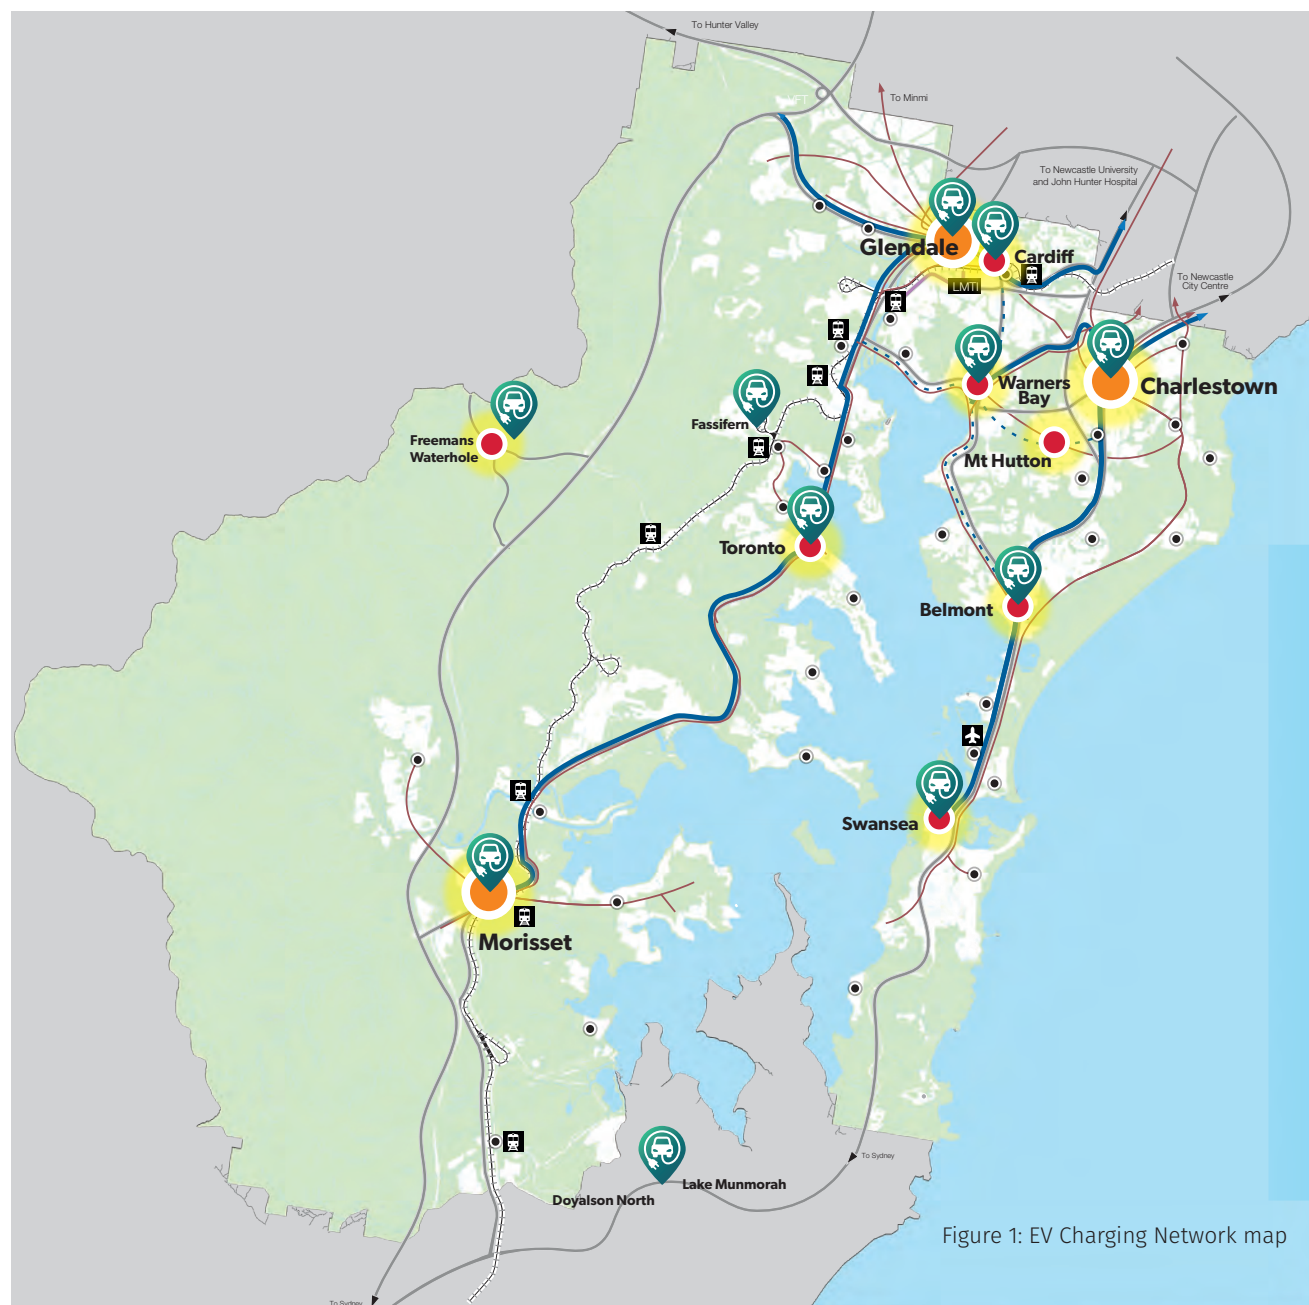 To Hunter Valley
To Minmi
To Newcastle University
and John Hunter Hospital
Glendale
Cardiff
To Newcastle
City Centre
LMTI
Warners
Bay
Charlestown
Fassifern
Freemans
Waterhole
Mt Hutton
Toronto
Belmont
Swansea
Morisset
To Sydney
Lake Munmorah
Doyalson North
Figure 1: EV Charging Network map
To Sydney